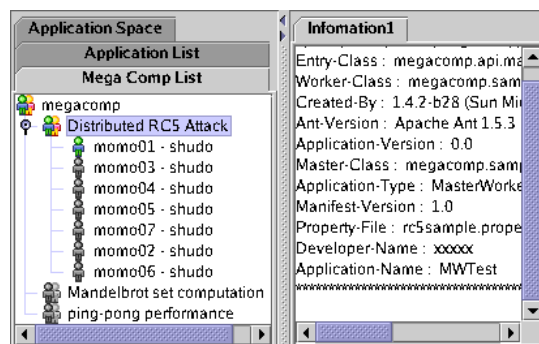 Application Space
Application List
Mega Comp List
megacomp
Distributed RC5 Attack
momo01 - shudo
momo03 - shudo
momo04 - shudo
momo05 - shudo
momo07 - shudo
momo02 - shudo
momo06 - shudo
Mandelbrot set computation
ping-pong performance
Infomation1
Entry-Class : megacomp.api.ma
Worker-Class : megacomp.sam
Created-By : 1.4.2-b28 (Sun Mi
Ant-Version : Apache Ant 1.5.3
Application-Version : 0.0
Master-Class : megacomp.samp
Application-Type : MasterWorke
Manifest-Version : 1.0
Property-File : rc5sample.prope
Developer-Name : xxxxx
Application-Name : MWTest